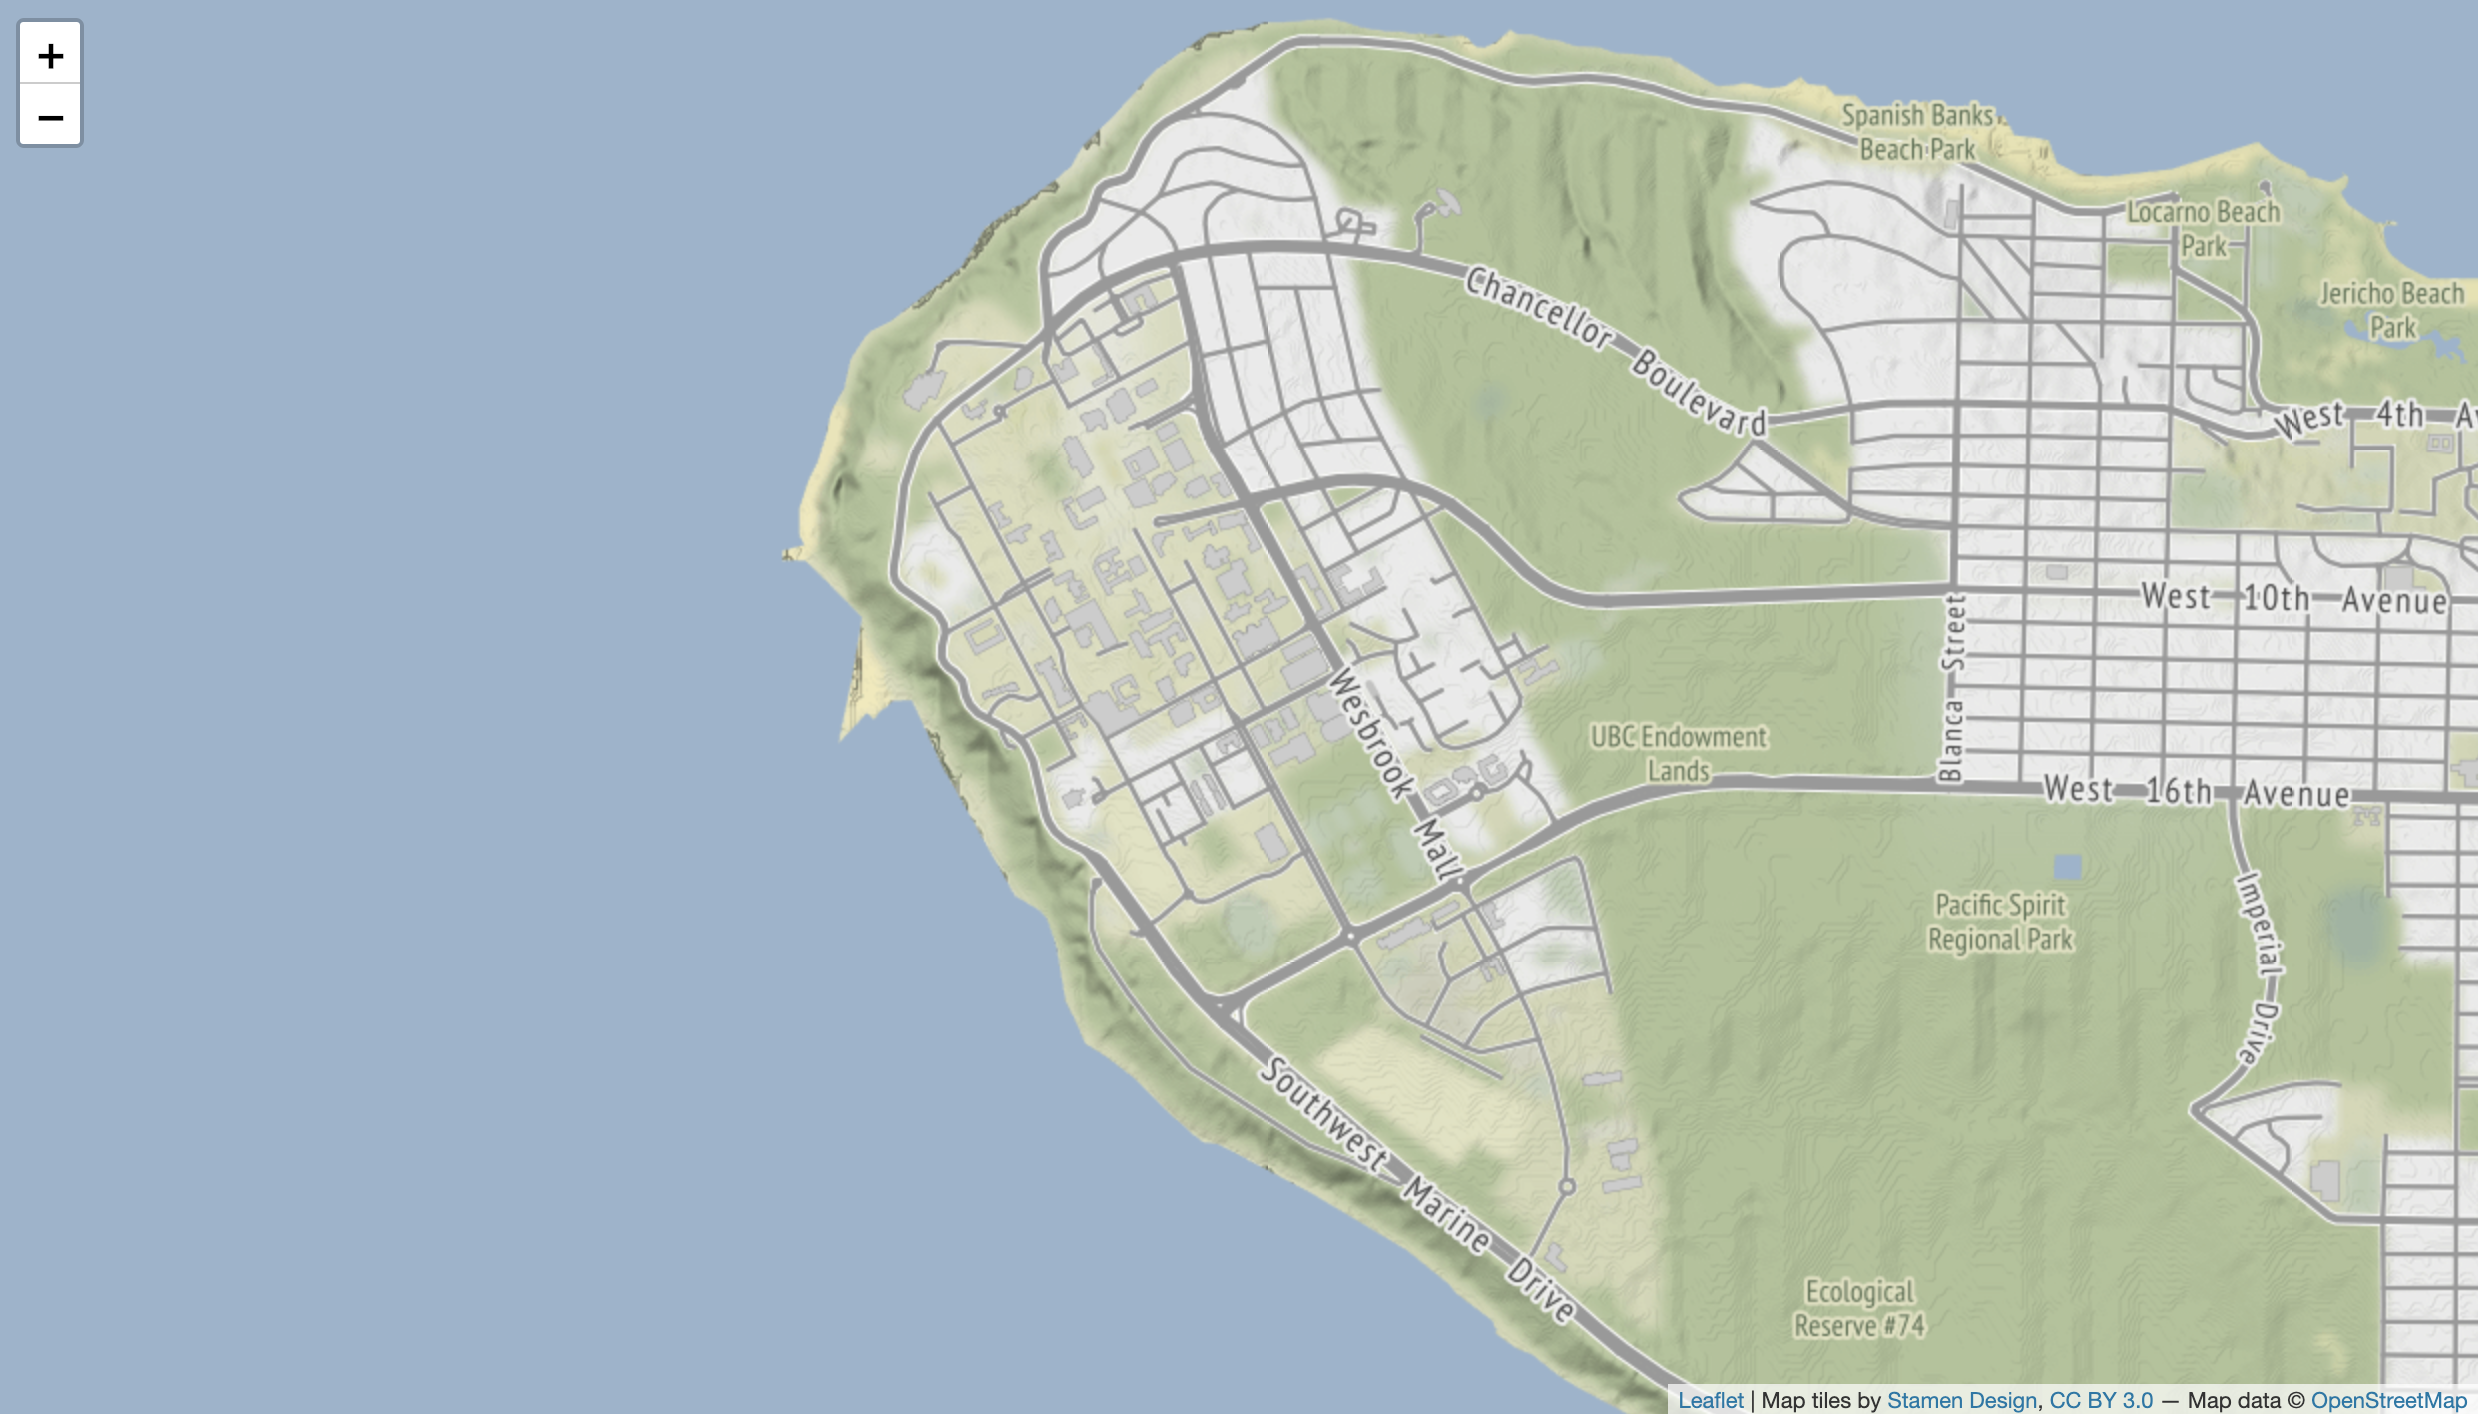 +
−
Spanish Banks
Beach Park
Locarno Beach
Park
Jericho Beach
Park
Chancellor Boulevard
West 4th
West 10th Avenue
Blanca Street
Wesbrook Mall
UBC Endowment
Lands
West 16th Avenue
Pacific Spirit
Regional Park
Imperial Drive
Southwest Marine Drive
Ecological
Reserve #74
Leaflet | Map tiles by Stamen Design, CC BY 3.0 — Map data © OpenStreetMap